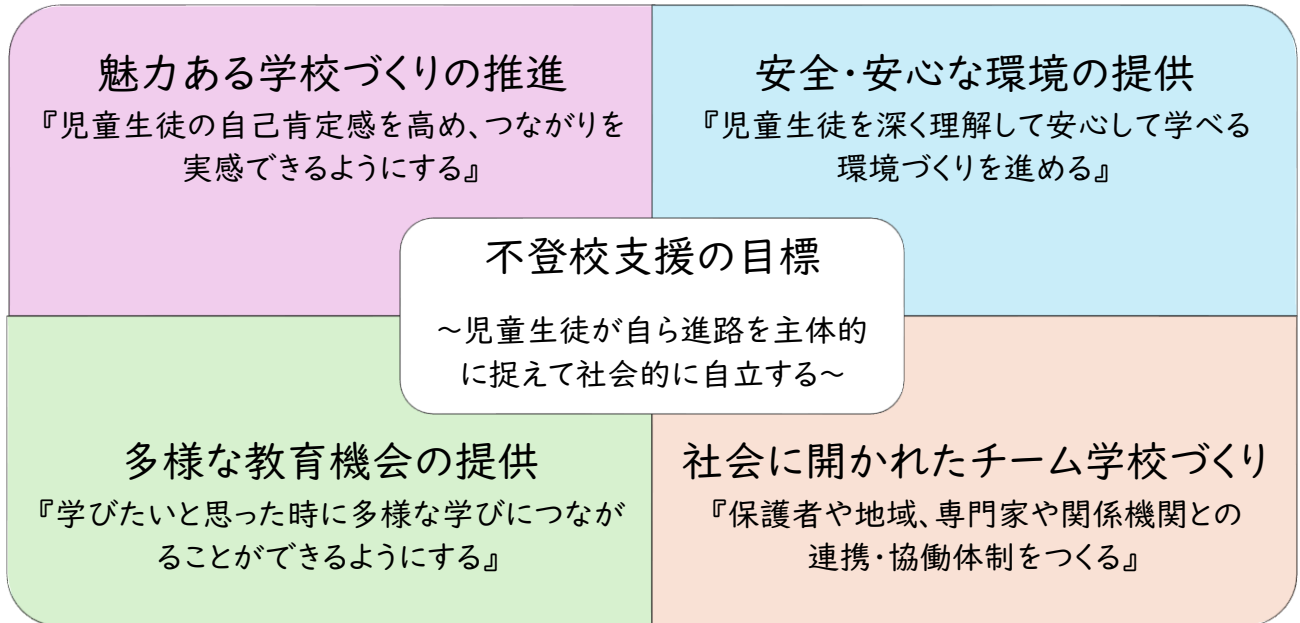 魅力ある学校づくりの推進
『児童生徒の自己肯定感を高め、つながりを
実感できるようにする』
安全・安心な環境の提供
『児童生徒を深く理解して安心して学べる
環境づくりを進める』
不登校支援の目標
～児童生徒が自ら進路を主体的
に捉えて社会的に自立する～
多様な教育機会の提供
『学びたいと思った時に多様な学びにつなが
ることができるようにする』
社会に開かれたチーム学校づくり
『保護者や地域、専門家や関係機関との
連携・協働体制をつくる』